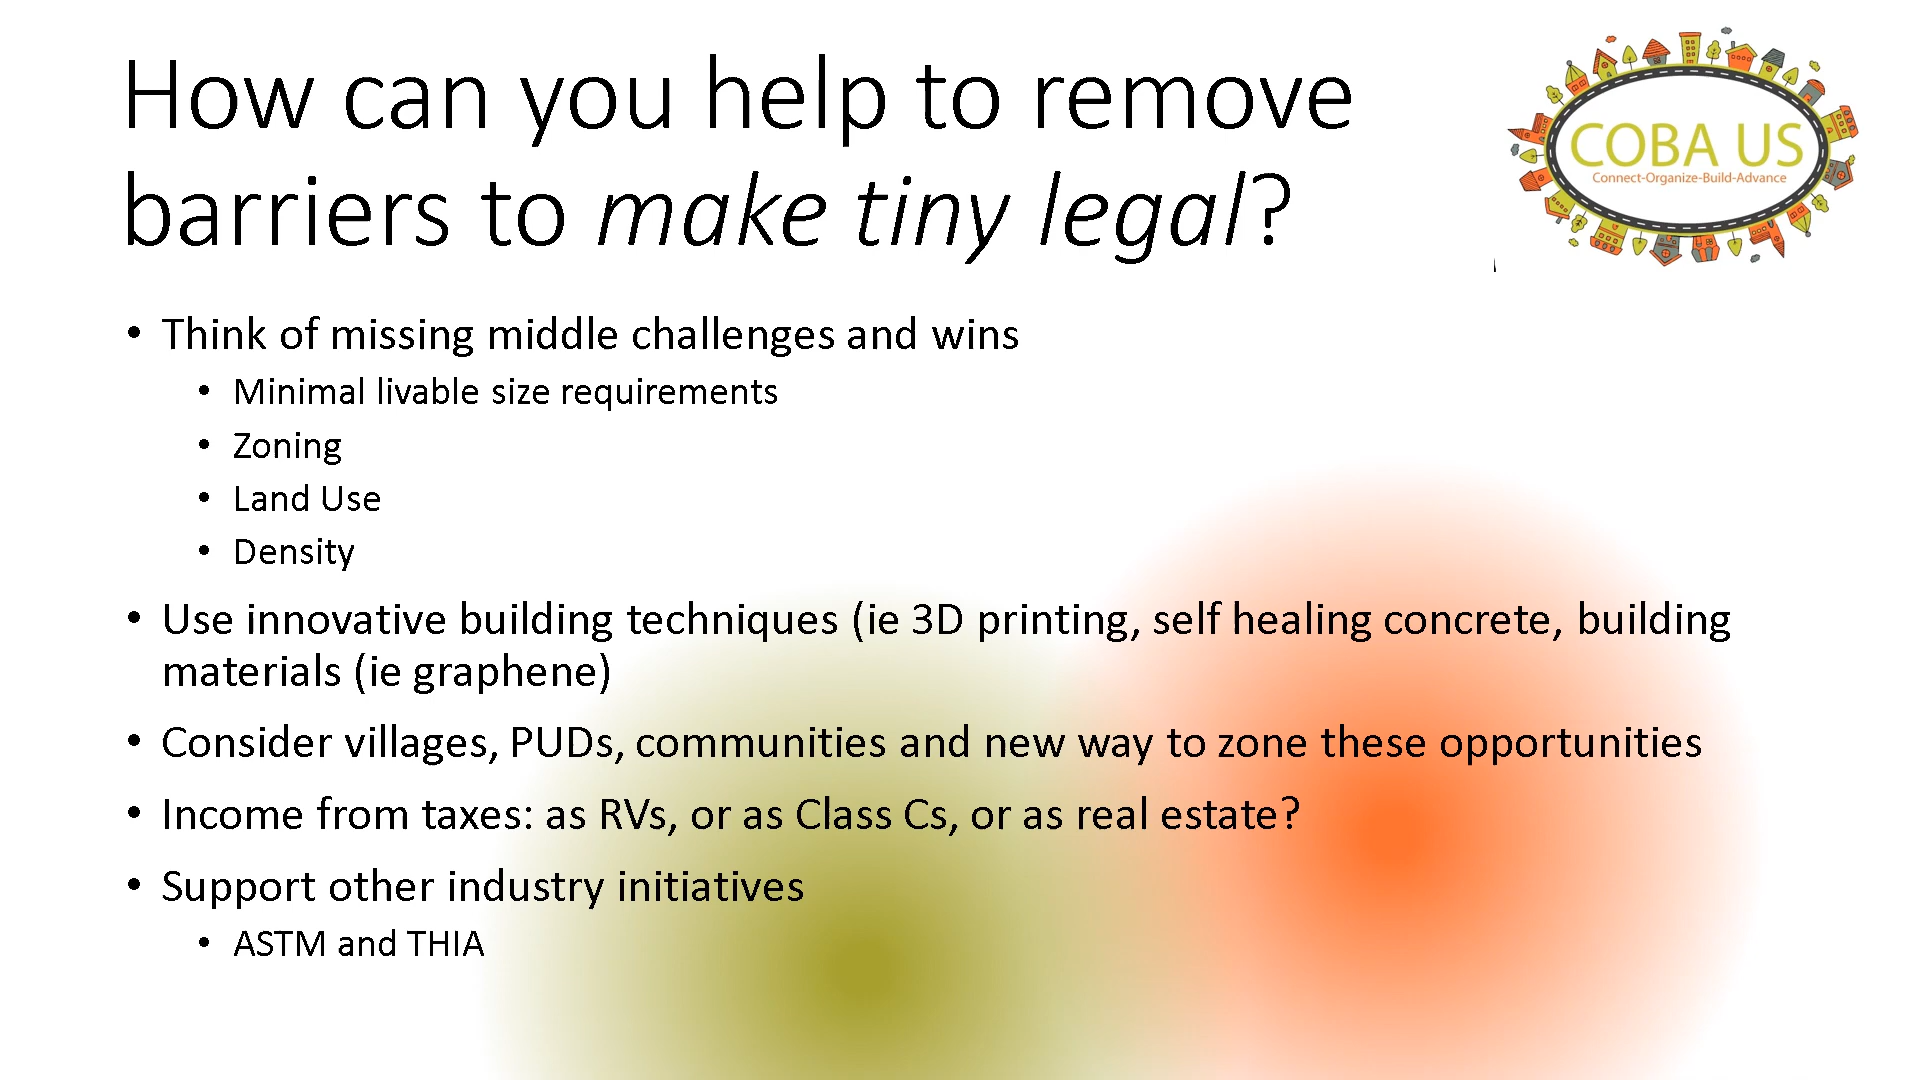 How can you help to remove
barriers to make tiny legal?
COBA US
Connect-Organize-Build-Advance
• Think of missing middle challenges and wins
• Minimal livable size requirements
• Zoning
• Land Use
• Density
• Use innovative building techniques (ie 3D printing, self healing concrete, building
materials (ie graphene)
• Consider villages, PUDs, communities and new way to zone these opportunities
• Income from taxes: as RVs, or as Class Cs, or as real estate?
• Support other industry initiatives
• ASTM and THIA